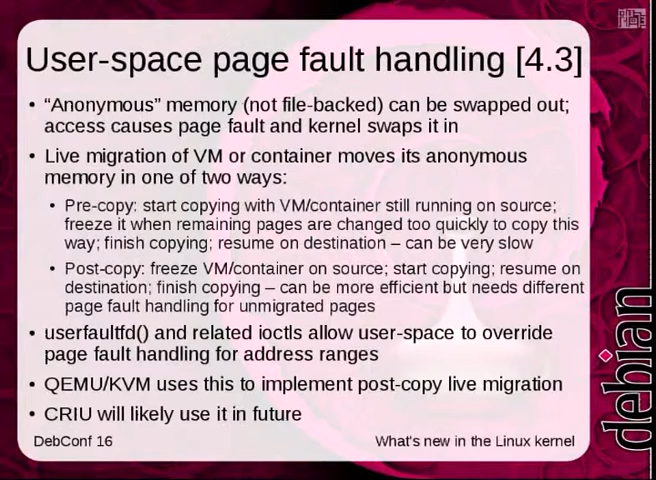 User-space page fault handling [4.3]
• “Anonymous” memory (not file-backed) can be swapped out;
access causes page fault and kernel swaps it in
• Live migration of VM or container moves its anonymous
memory in one of two ways:
• Pre-copy: start copying with VM/container still running on source;
freeze it when remaining pages are changed too quickly to copy this
way; finish copying; resume on destination – can be very slow
• Post-copy: freeze VM/container on source; start copying; resume on
destination; finish copying – can be more efficient but needs different
page fault handling for unmigrated pages
• userfaultfd() and related ioctls allow user-space to override
page fault handling for address ranges
• QEMU/KVM uses this to implement post-copy live migration
• CRIU will likely use it in future
DebConf 16
What's new in the Linux kernel
debian